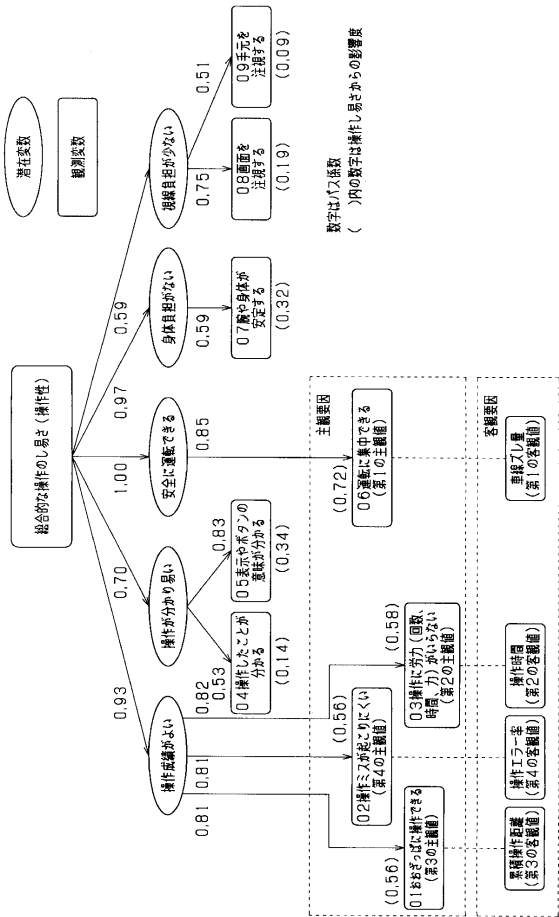 潜在変数
観測変数
総合的な操作のし易さ(操作性)
0,93
0,70
1,00
0,97
0,59
操作成績がよい
操作が分かり易い
安全に運転できる
身体負担がない
視線負担が少ない
0,81
0,81
0,82
0,53
0,83
0,85
0,59
0,75
0,51
04操作したことが
分かる
(0,14)
05表示やボタンの
意味が分かる
(0,34)
07腕や身体が
安定する
(0,32)
08画面を
注視する
(0,19)
09手元を
注視する
(0,09)
数字はパス係数
( )内の数字は操作し易さからの影響度
主観要因
(0,56)
01おおざっぱに操作できる
(第3の主観値)
(0,56)
02操作ミスが起こりにくい
(第4の主観値)
(0,58)
03操作に労力(回数、
時間、力)がいらない
(第2の主観値)
(0,72)
06運転に集中できる
(第1の主観値)
客観要因
累積操作距離
(第3の客観値)
操作エラー率
(第4の客観値)
操作時間
(第2の客観値)
車線ズレ量
(第1の客観値)